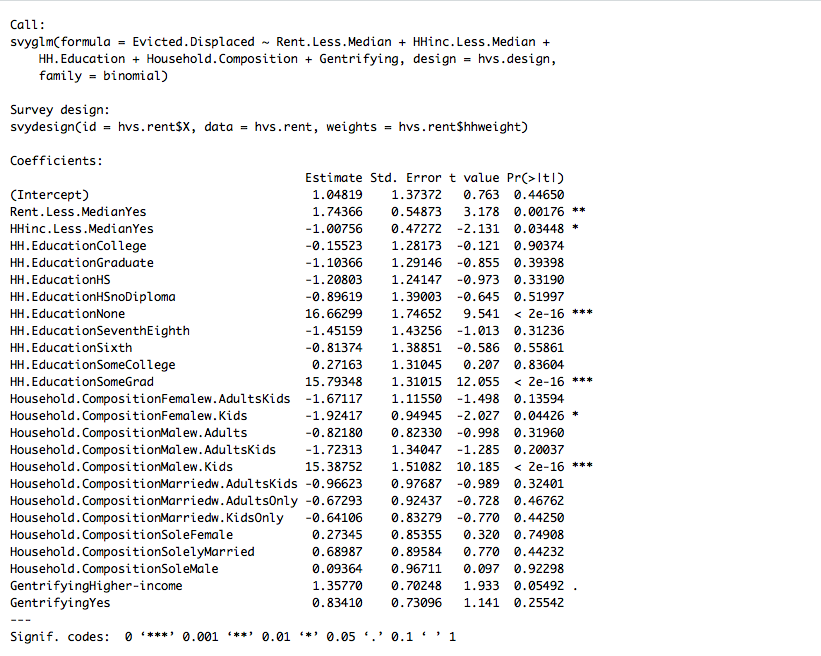 Call:
svyglm(formula = Evicted.Displaced ~ Rent.Less.Median + HHinc.Less.Median +
    HH.Education + Household.Composition + Gentrifying, design = hvs.design,
    family = binomial)

Survey design:
svydesign(id = hvs.rent$X, data = hvs.rent, weights = hvs.rent$hhweight)

Coefficients:
                                      Estimate Std. Error t value Pr(>|t|)
(Intercept)                            1.04819    1.37372   0.763  0.44650
Rent.Less.MedianYes                    1.74366    0.54873   3.178  0.00176 **
HHinc.Less.MedianYes                  -1.00756    0.47272  -2.131  0.03448 *
HH.EducationCollege                   -0.15523    1.28173  -0.121  0.90374
HH.EducationGraduate                  -1.10366    1.29146  -0.855  0.39398
HH.EducationHS                        -1.20803    1.24147  -0.973  0.33190
HH.EducationHSnoDiploma               -0.89619    1.39003  -0.645  0.51997
HH.EducationNone                      16.66299    1.74652   9.541  < 2e-16 ***
HH.EducationSeventhEighth             -1.45159    1.43256  -1.013  0.31236
HH.EducationSixth                     -0.81374    1.38851  -0.586  0.55861
HH.EducationSomeCollege                0.27163    1.31045   0.207  0.83604
HH.EducationSomeGrad                  15.79348    1.31015  12.055  < 2e-16 ***
Household.CompositionFemalew.AdultsKids -1.67117    1.11550  -1.498  0.13594
Household.CompositionFemalew.Kids     -1.92417    0.94945  -2.027  0.04426 *
Household.CompositionMalew.Adults     -0.82180    0.82330  -0.998  0.31960
Household.CompositionMalew.AdultsKids -1.72313    1.34047  -1.285  0.20037
Household.CompositionMalew.Kids       15.38752    1.51082  10.185  < 2e-16 ***
Household.CompositionMarriedw.AdultsKids -0.96623    0.97687  -0.989  0.32401
Household.CompositionMarriedw.AdultsOnly -0.67293    0.92437  -0.728  0.46762
Household.CompositionMarriedw.KidsOnly -0.64106    0.83279  -0.770  0.44250
Household.CompositionSoleFemale        0.27345    0.85355   0.320  0.74908
Household.CompositionSolelyMarried     0.68987    0.89584   0.770  0.44232
Household.CompositionSoleMale          0.09364    0.96711   0.097  0.92298
GentrifyingHigher-income               1.35770    0.70248   1.933  0.05492 .
GentrifyingYes                         0.83410    0.73096   1.141  0.25542
---
Signif. codes:  0 ‘***’ 0.001 ‘**’ 0.01 ‘*’ 0.05 ‘.’ 0.1 ‘ ’ 1